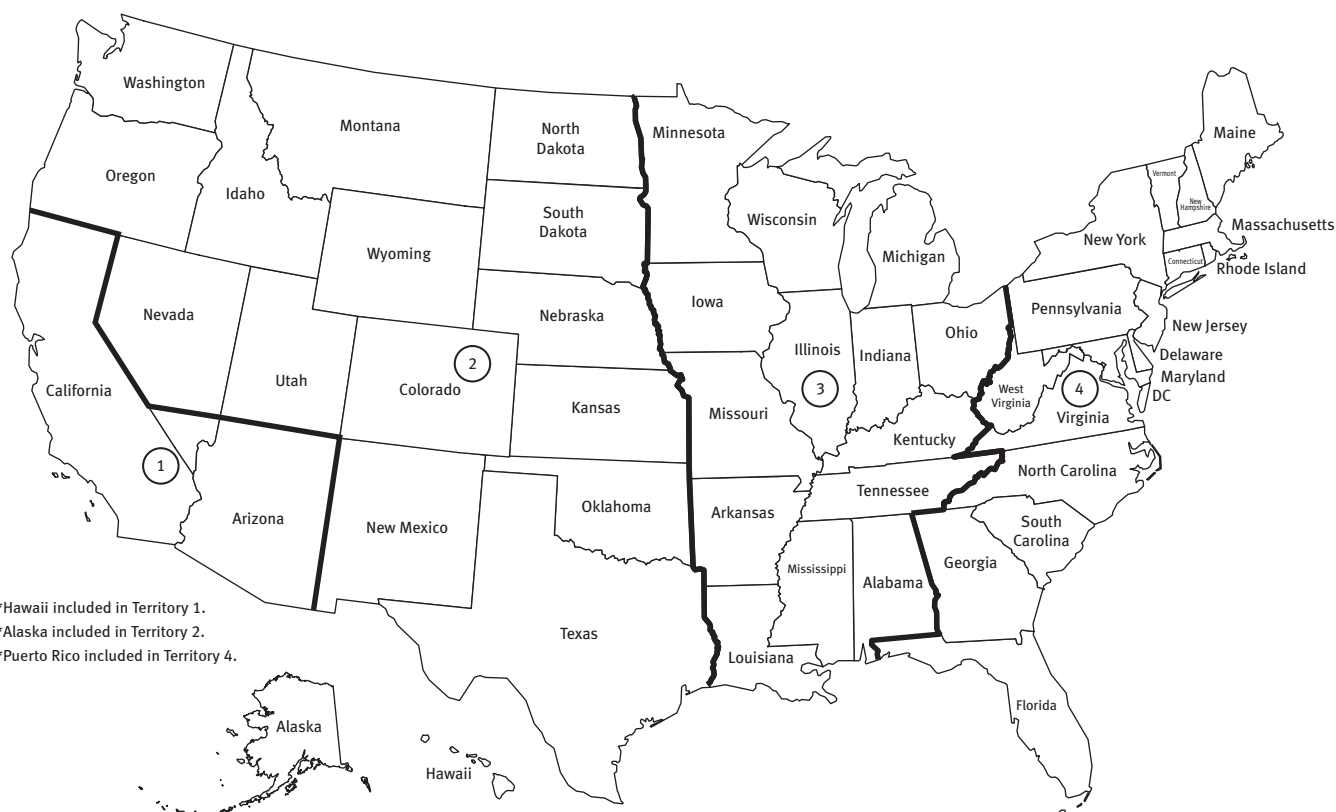 Washington
Montana
North
Dakota
Minnesota
Maine
Oregon
Idaho
Vermont
New
Hampshire
South
Dakota
Wisconsin
Massachusetts
Wyoming
Michigan
New York
Connecticut
Rhode Island
Nevada
Nebraska
Iowa
Pennsylvania
New Jersey
Ohio
Illinois
Indiana
Delaware
Maryland
DC
2
Utah
Colorado
California
Kansas
Missouri
3
West
Virginia
4
Virginia
Kentucky
1
North Carolina
Tennessee
Arizona
New Mexico
Oklahoma
Arkansas
South
Carolina
Mississippi
Alabama
Georgia
*Hawaii included in Territory 1.
*Alaska included in Territory 2.
*Puerto Rico included in Territory 4.
Texas
Louisiana
Florida
Alaska
Hawaii